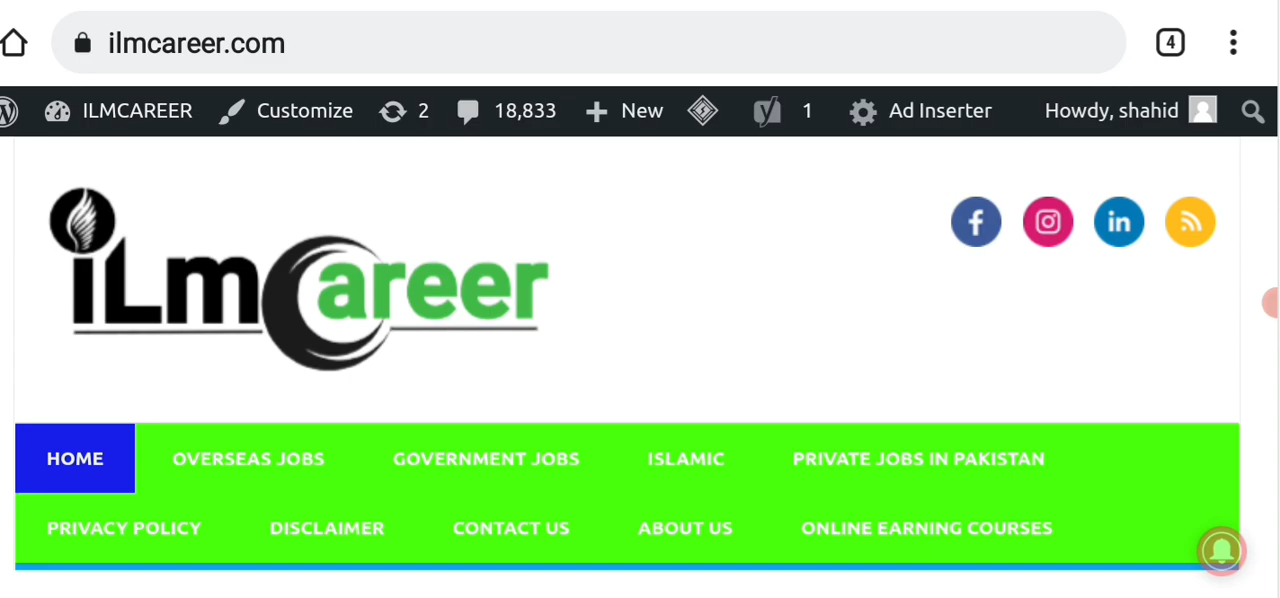 ilmcareer.com 4
ILMCAREER Customize 2 18,833 New 1 Ad Inserter Howdy, shahid
iLmCareer
HOME OVERSEAS JOBS GOVERNMENT JOBS ISLAMIC PRIVATE JOBS IN PAKISTAN
PRIVACY POLICY DISCLAIMER CONTACT US ABOUT US ONLINE EARNING COURSES